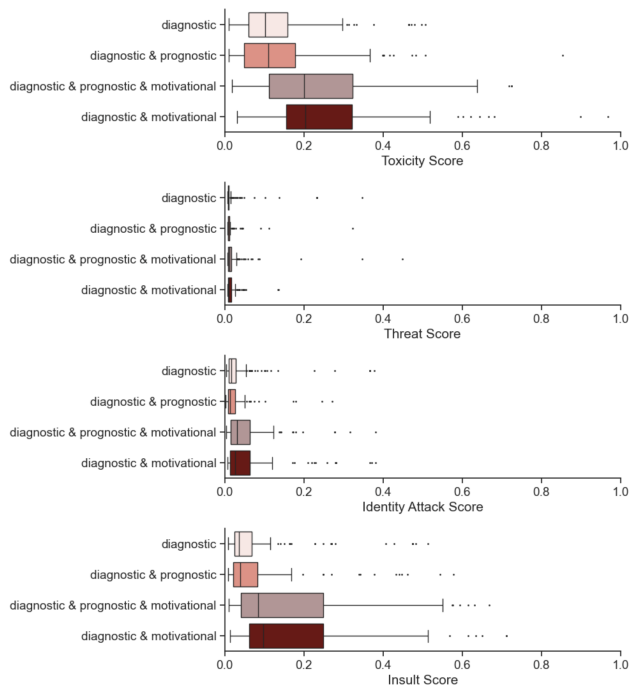 diagnostic
diagnostic & prognostic
diagnostic & prognostic & motivational
diagnostic & motivational
0.0 0.2 0.4 0.6 0.8 1.0
Toxicity Score
diagnostic
diagnostic & prognostic
diagnostic & prognostic & motivational
diagnostic & motivational
0.0 0.2 0.4 0.6 0.8 1.0
Threat Score
diagnostic
diagnostic & prognostic
diagnostic & prognostic & motivational
diagnostic & motivational
0.0 0.2 0.4 0.6 0.8 1.0
Identity Attack Score
diagnostic
diagnostic & prognostic
diagnostic & prognostic & motivational
diagnostic & motivational
0.0 0.2 0.4 0.6 0.8 1.0
Insult Score